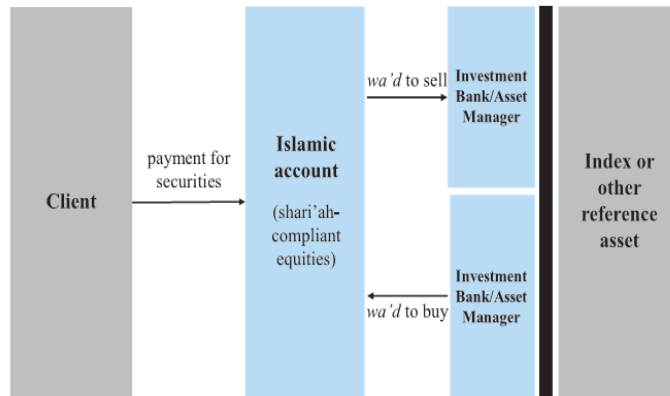 Client
payment for
securities
Islamic
account
(shari’ah-
compliant
equities)
wa’d to sell
Investment
Bank/Asset
Manager
wa’d to buy
Investment
Bank/Asset
Manager
Index or
other
reference
asset